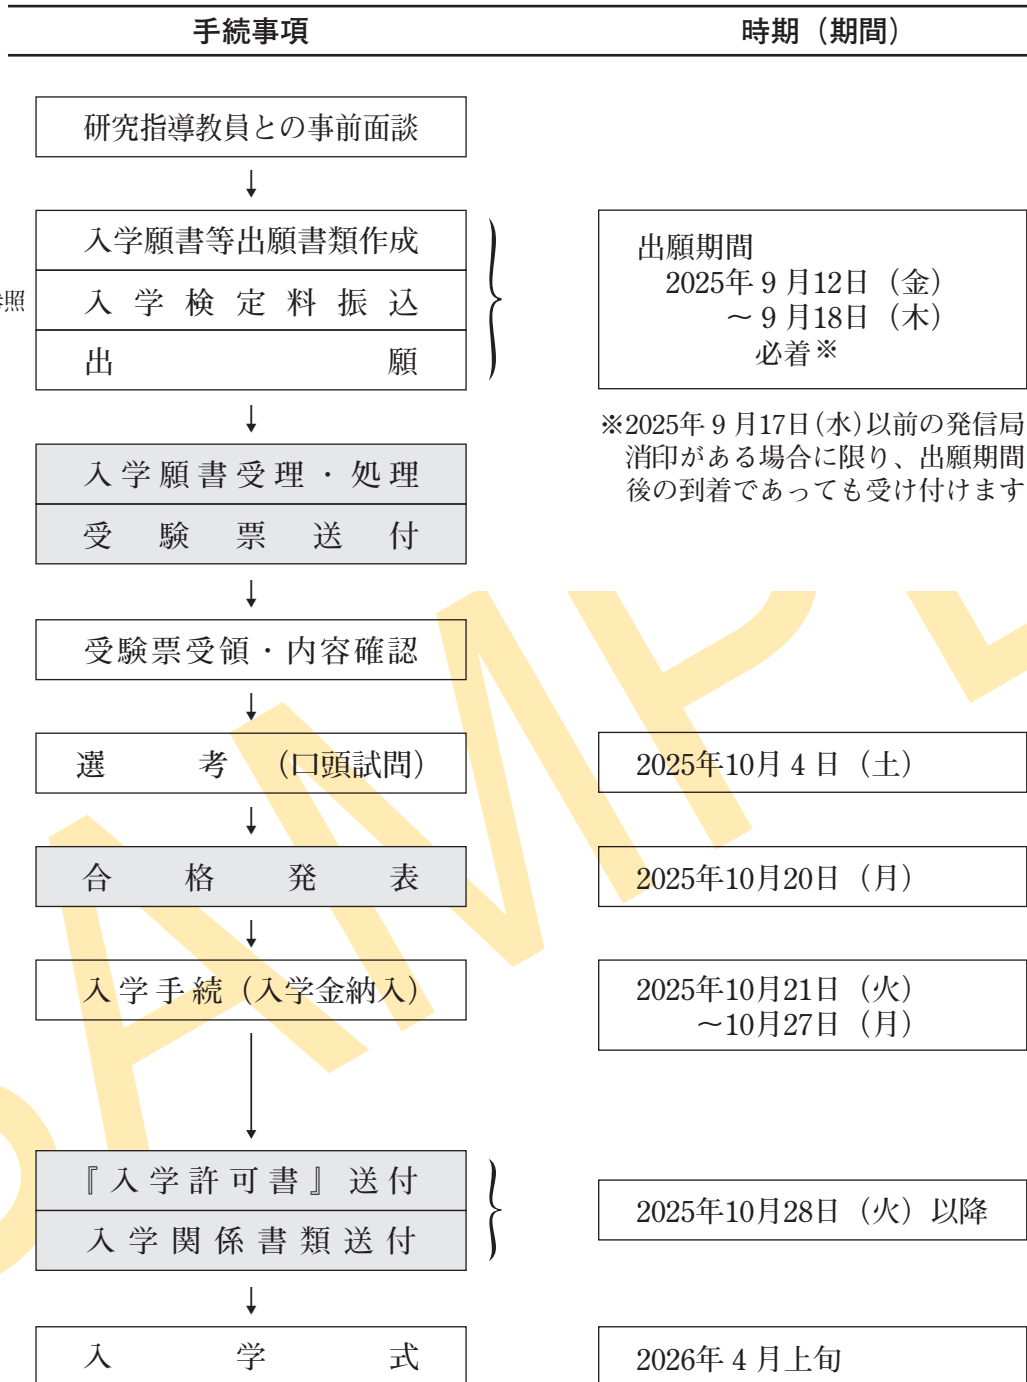 手続事項 時期（期間）
研究指導教員との事前面談
入学願書等出願書類作成
照
入学検定料振込
出願
出願期間
2025年９月12日（金）
～９月18日（木）
必着※
※2025年９月17日（水）以前の発信局
消印がある場合に限り、出願期間
後の到着であっても受け付けます
入学願書受理・処理
受験票送付
受験票受領・内容確認
選考（口頭試問） 2025年10月４日（土）
合格発表 2025年10月20日（月）
入学手続（入学金納入） 2025年10月21日（火）
～10月27日（月）
『入学許可書』送付
入学関係書類送付
2025年10月28日（火）以降
入学式 2026年４月上旬
SAMPLE